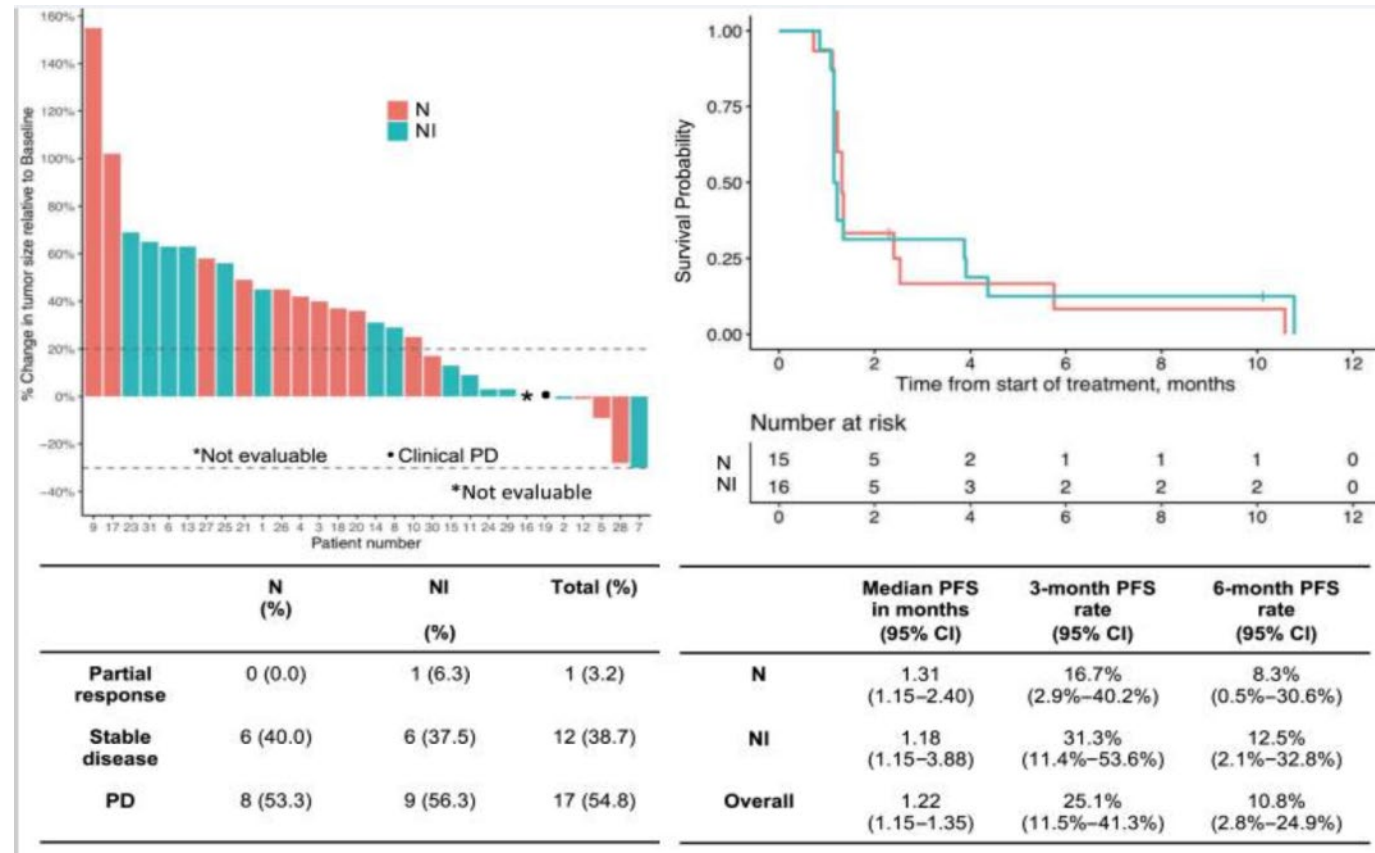 160%
140%
120%
100%
80%
60%
40%
20%
0%
−20%
−40%
% Change in tumor size relative to Baseline
N
NI
*
•
*Not evaluable
• Clinical PD
*Not evaluable
9 17 23 31 6 13 27 25 21 1 26 4 3 18 20 14 8 10 30 15 11 24 29 16 19 2 12 5 28 7
Patient number
1.00
0.75
0.50
0.25
0.00
Survival Probability
0 2 4 6 8 10 12
Time from start of treatment, months
Number at risk
N 15 5 2 1 1 1 0
NI 16 5 3 2 2 2 0
0 2 4 6 8 10 12
N NI Total (%)
(%)
(%)
Partial 0 (0.0) 1 (6.3) 1 (3.2)
response
Stable 6 (40.0) 6 (37.5) 12 (38.7)
disease
PD 8 (53.3) 9 (56.3) 17 (54.8)
Median PFS 3-month PFS 6-month PFS
in months rate rate
(95% CI) (95% CI) (95% CI)
N 1.31 16.7% 8.3%
(1.15–2.40) (2.9%–40.2%) (0.5%–30.6%)
NI 1.18 31.3% 12.5%
(1.15–3.88) (11.4%–53.6%) (2.1%–32.8%)
Overall 1.22 25.1% 10.8%
(1.15–1.35) (11.5%–41.3%) (2.8%–24.9%)